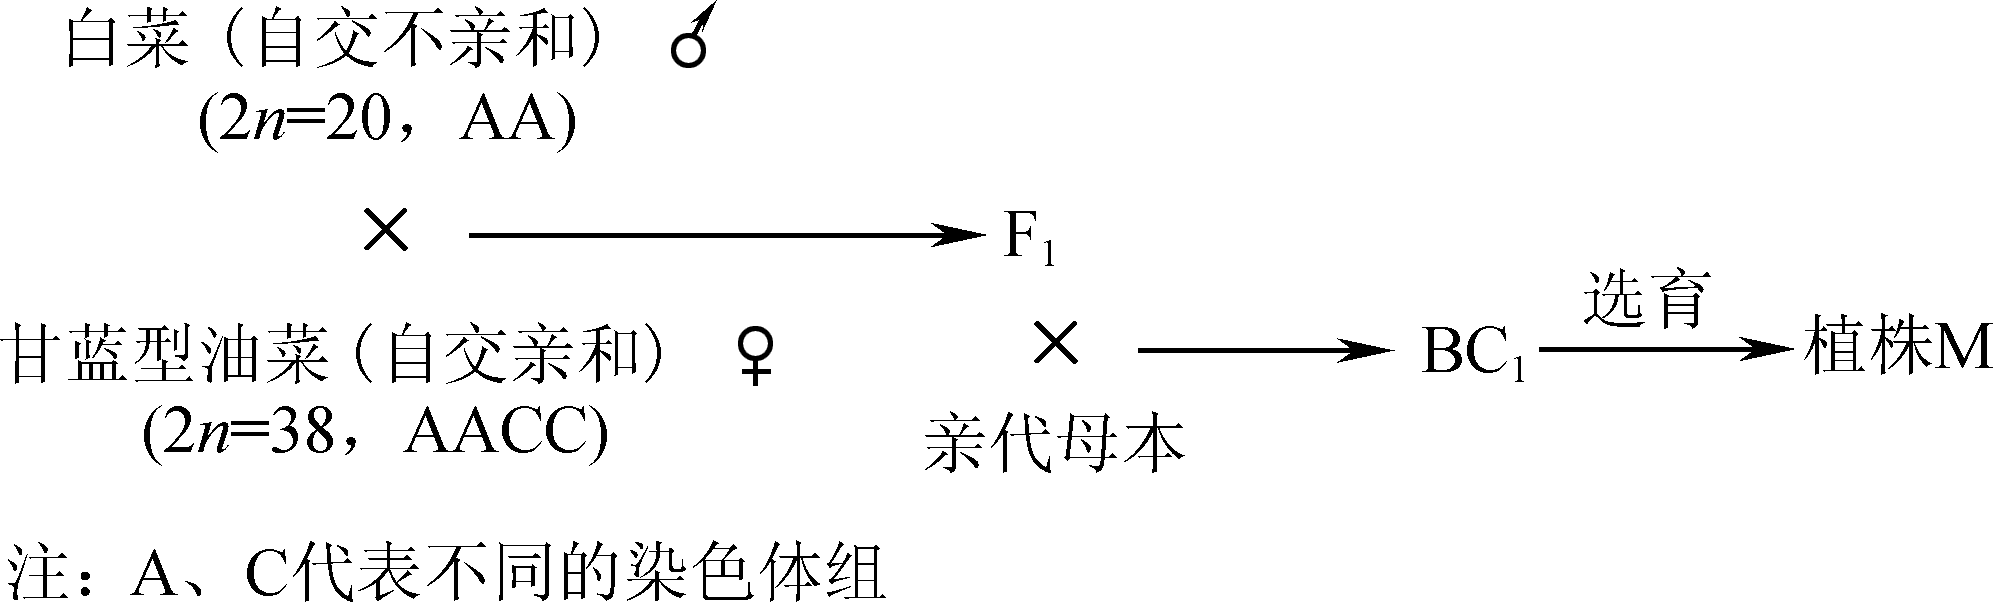 白菜（自交不亲和）♂
(2n=20，AA)
×
F₁
甘蓝型油菜（自交亲和）♀
(2n=38，AACC)
×
亲代母本
BC₁
选育
植株M
注：A、C代表不同的染色体组